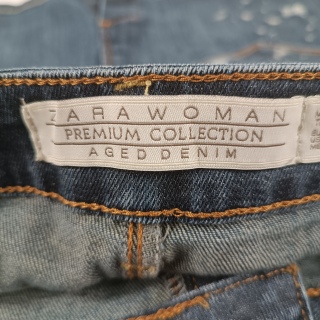 ZARA WOMAN
PREMIUM COLLECTION
AGED DENIM